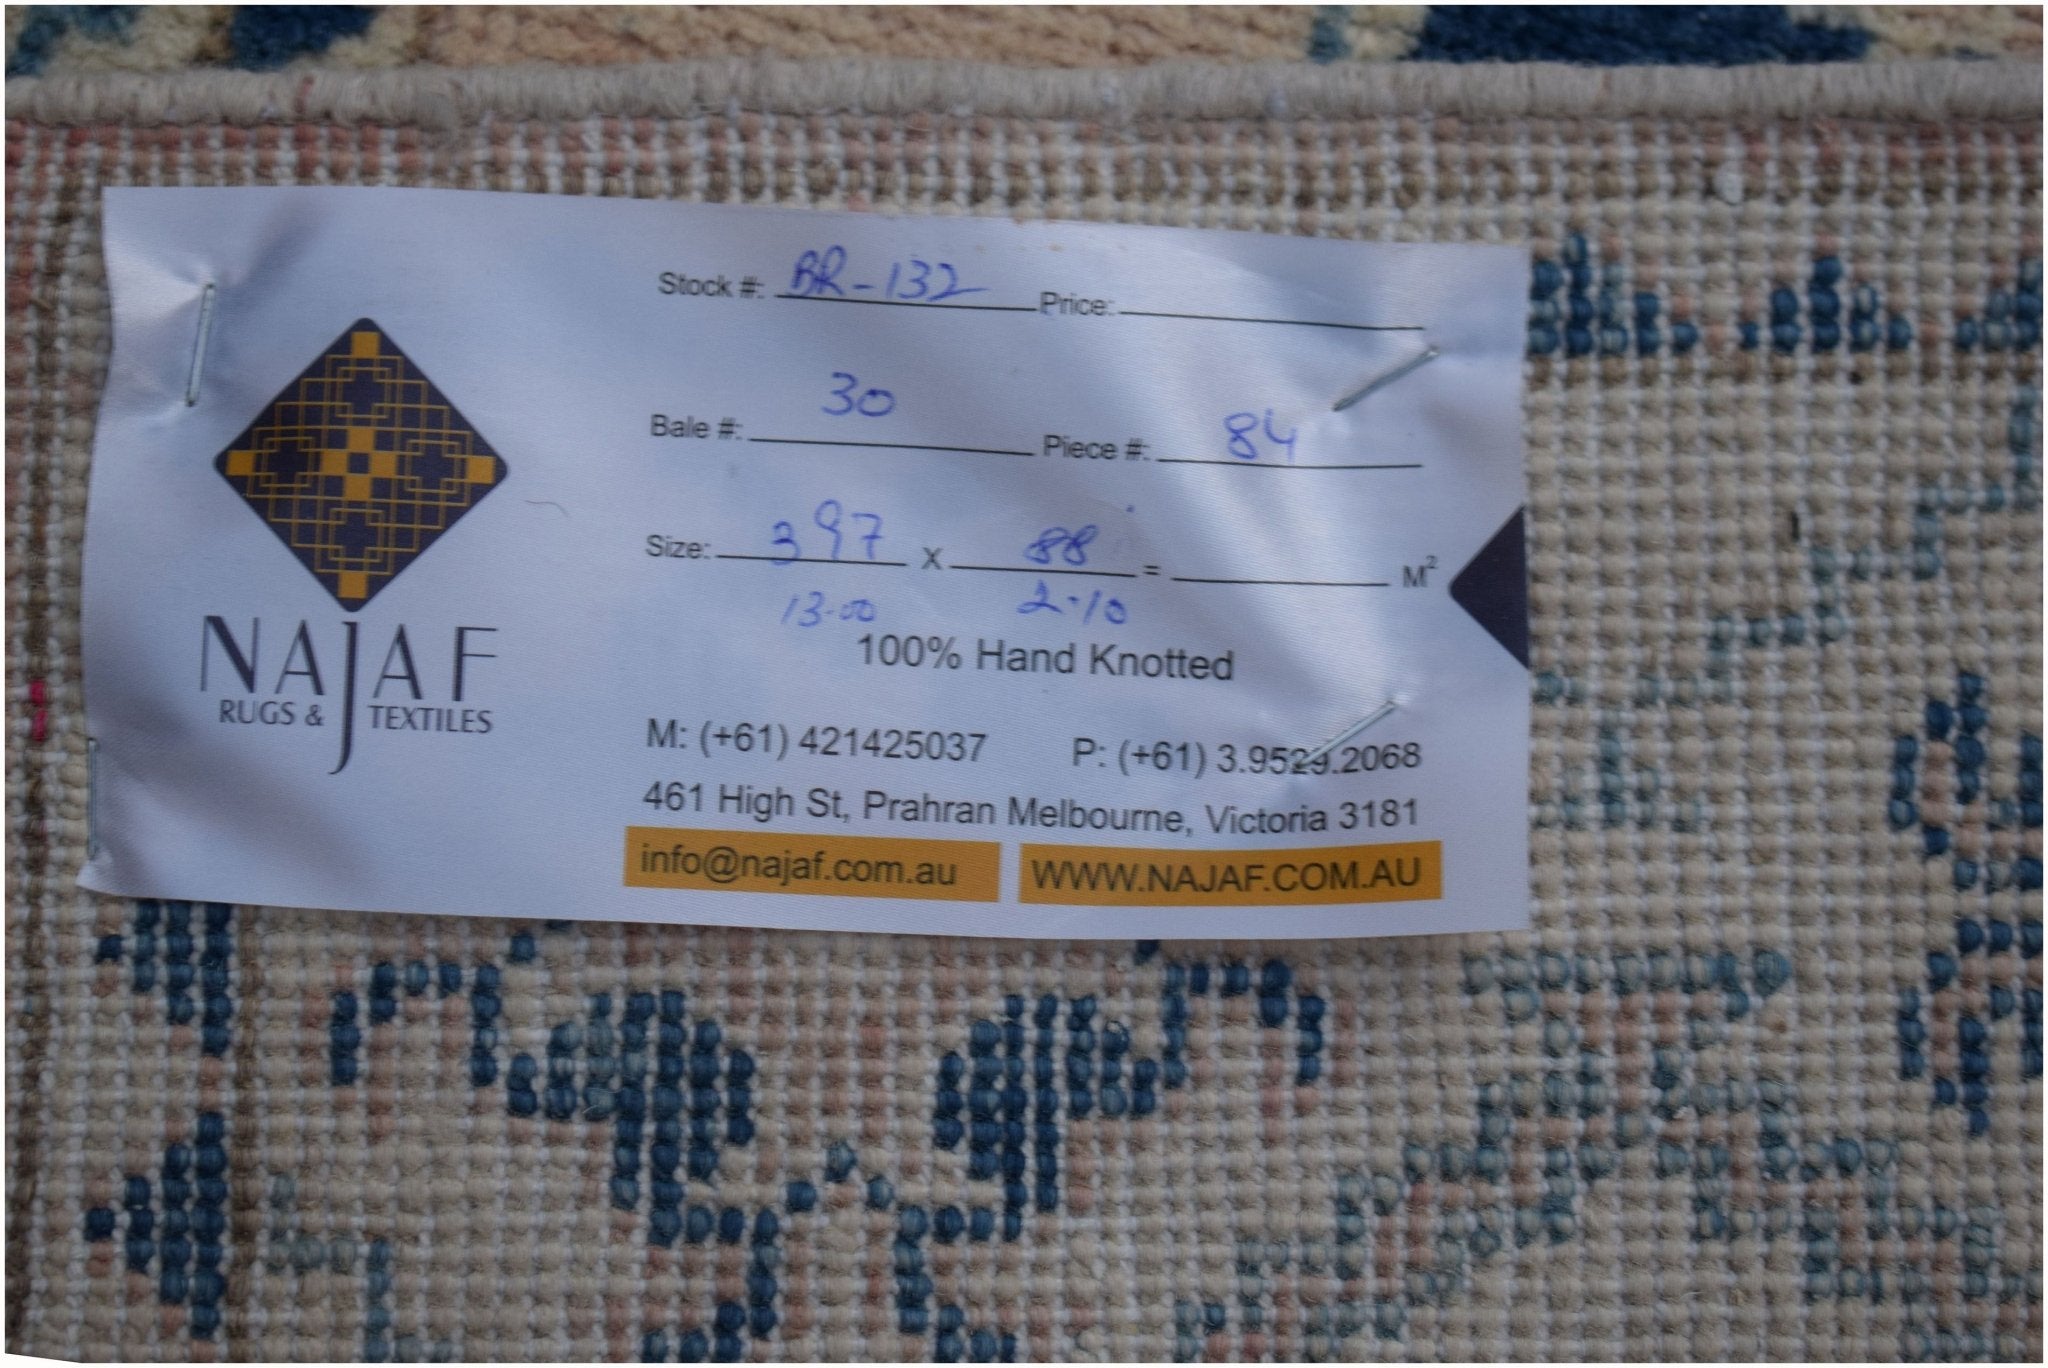 Stock #: BR-132 Price:
Bale #: 30 Piece #: 84
Size: 397 X 88 = M²
13.00 2.10
100% Hand Knotted
NAJAF
RUGS & TEXTILES
M: (+61) 421425037 P: (+61) 3.9529.2068
461 High St, Prahran Melbourne, Victoria 3181
info@najaf.com.au WWW.NAJAF.COM.AU